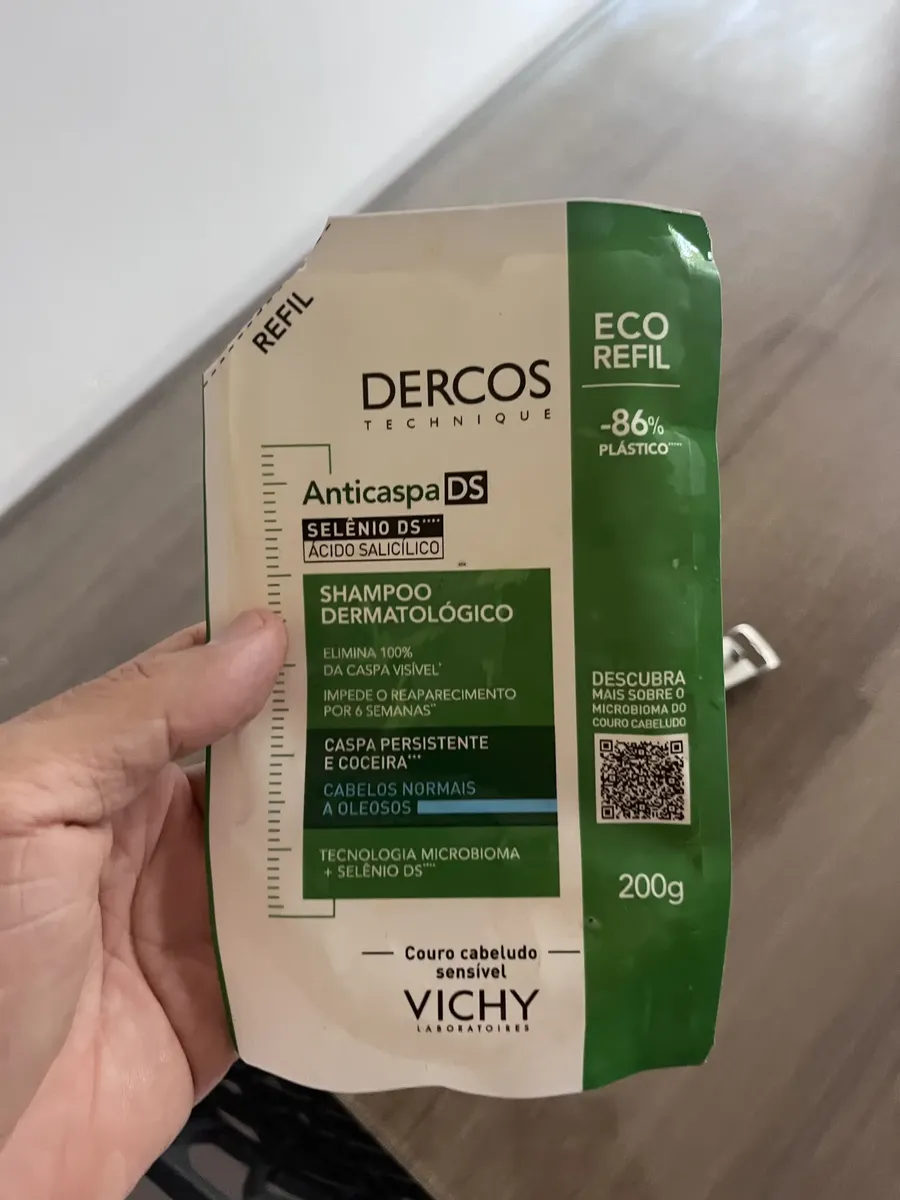 REFIL
DERCOS
TECHNIQUE
Anticaspa DS
SELÊNIO DS****
ÁCIDO SALICÍLICO
SHAMPOO
DERMATOLÓGICO
ELIMINA 100%
DA CASPA VISÍVEL*
IMPEDE O REAPARECIMENTO
POR 6 SEMANAS**
CASPA PERSISTENTE
E COCEIRA***
CABELOS NORMAIS
A OLEOSOS
TECNOLOGIA MICROBIOMA
+ SELÊNIO DS****
Couro cabeludo
sensível
VICHY
LABORATOIRES
ECO
REFIL
-86%
PLÁSTICO*****
DESCUBRA
MAIS SOBRE O
MICROBIOMA DO
COURO CABELUDO
200g